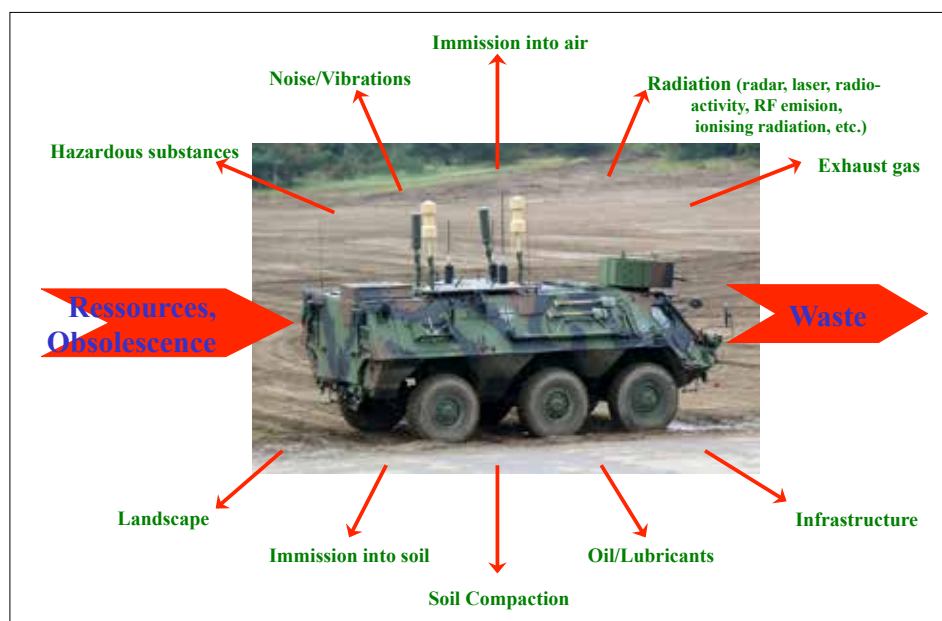 Immission into air
Noise/Vibrations
Radiation (radar, laser, radio-
activity, RF emision,
ionising radiation, etc.)
Hazardous substances
Exhaust gas
Ressources,
Obsolescence
Waste
Landscape
Infrastructure
Immission into soil
Oil/Lubricants
Soil Compaction